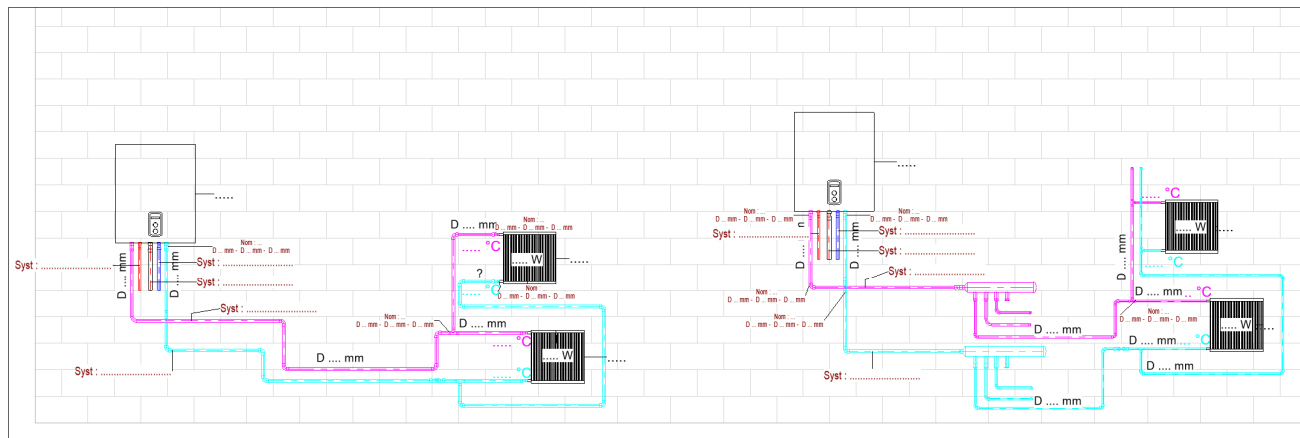 .....
Nom : ...
D ... mm - D ... mm - D ... mm
Syst : ..............................
Syst : ..............................
Syst : ..............................
D .... mm
D .... mm
Syst : ..............................
Syst : ..............................
D .... mm
Nom : ...
D ... mm - D ... mm - D ... mm
..... °C
..... W
.....
?
..... °C
Nom : ...
D ... mm - D ... mm - D ... mm
Nom : ...
D ... mm - D ... mm - D ... mm
D .... mm
..... °C
..... W
.....
..... °C
D .... mm
.....
Nom : ...
D ... mm - D ... mm - D ... mm
Nom : ...
D ... mm - D ... mm - D ... mm
Syst : ..............................
Syst : ..............................
Syst : ..............................
D ....
mm
Syst : ..............................
Nom : ...
D ... mm - D ... mm - D ... mm
Nom : ...
D ... mm - D ... mm - D ... mm
Syst : ..............................
..... °C
..... W
.....
..... °C
D .... mm
D .... mm
.. °C
Nom : ...
D ... mm - D ... mm - D ... mm
D .... mm
..... W
.....
D .... mm
... °C
D .... mm